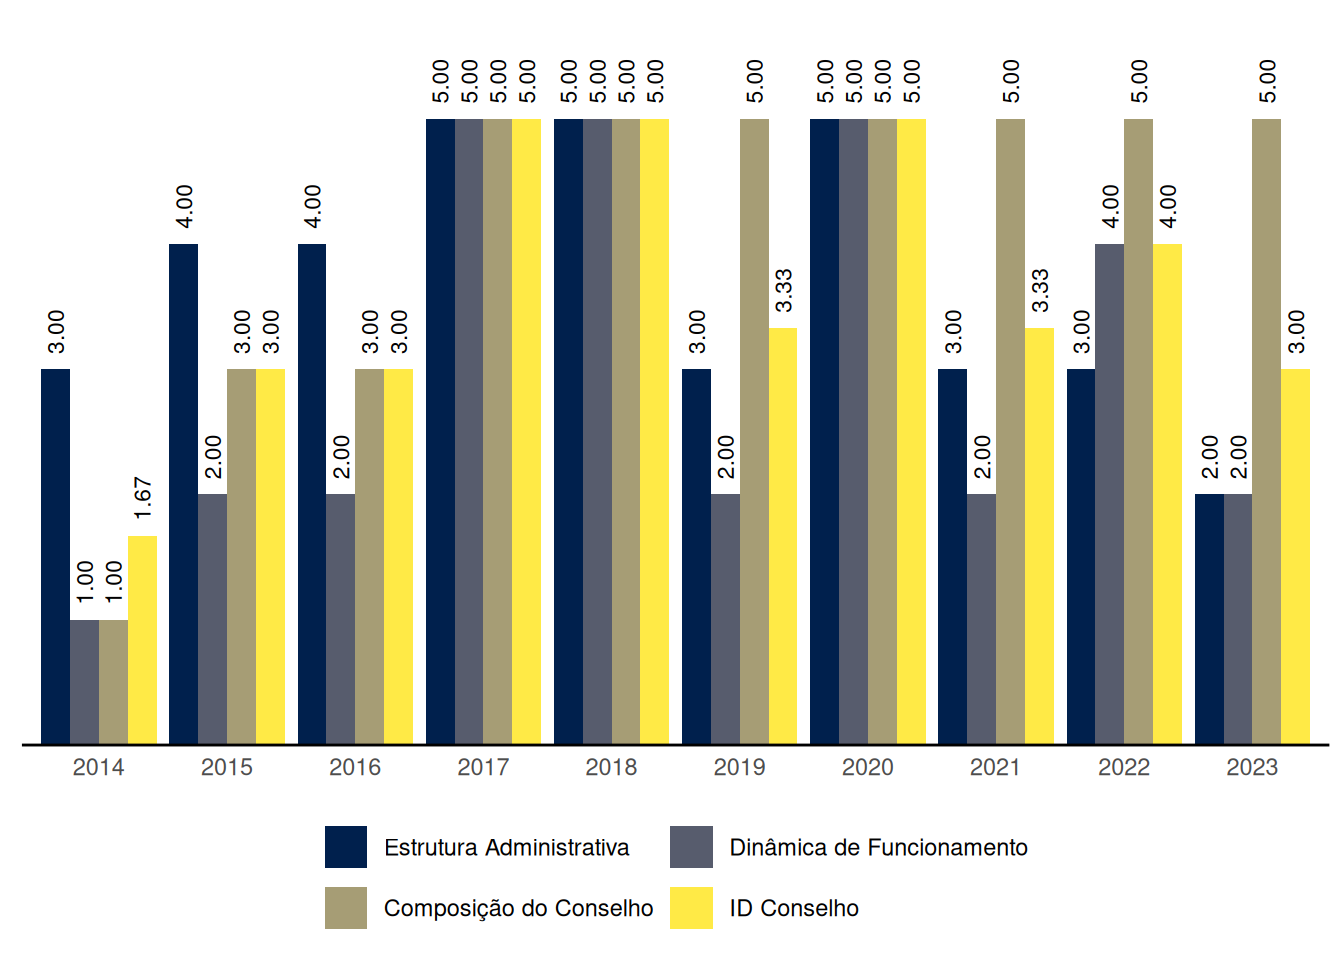 5.00 5.00 5.00 5.00 5.00 5.00 5.00 5.00 5.00 5.00 5.00 5.00 5.00 5.00 5.00 5.00
4.00 4.00 4.00 4.00
3.33 3.33
3.00 3.00 3.00 3.00 3.00 3.00 3.00 3.00 3.00
2.00 2.00 2.00 2.00 2.00 2.00
1.67
1.00 1.00
2014 2015 2016 2017 2018 2019 2020 2021 2022 2023
Estrutura Administrativa Dinâmica de Funcionamento
Composição do Conselho ID Conselho